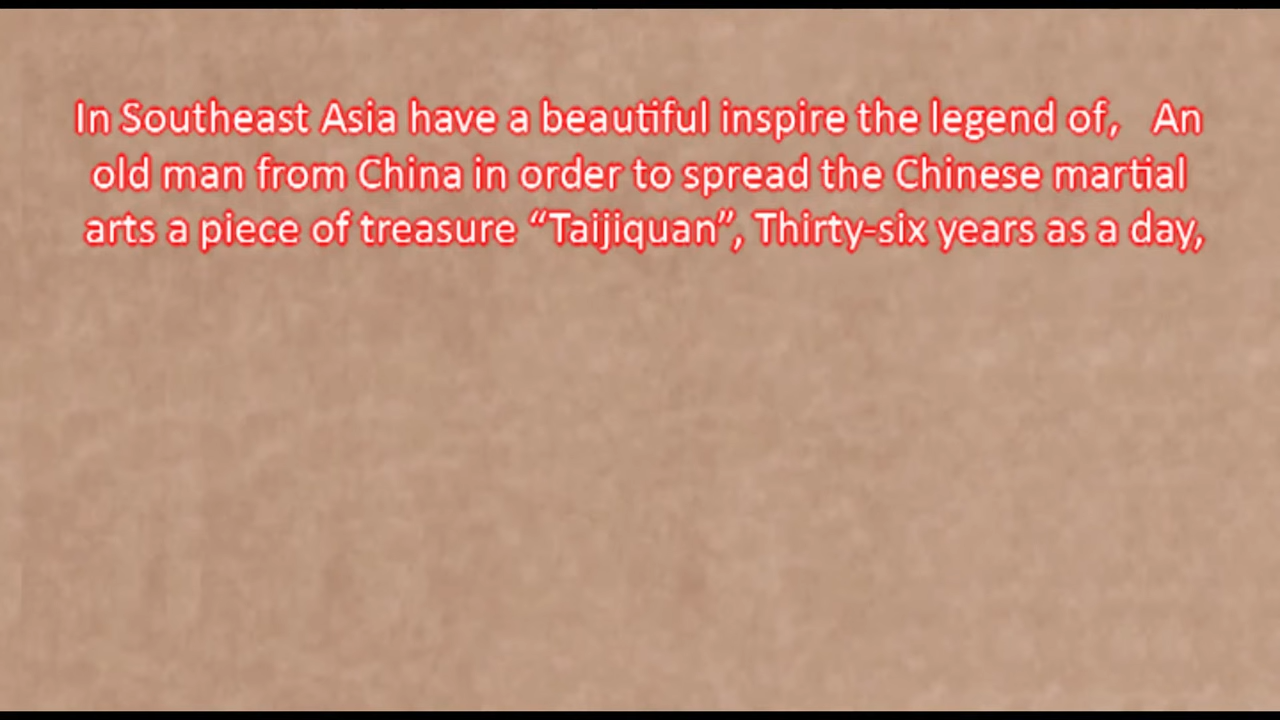 In Southeast Asia have a beautiful inspire the legend of,   An
old man from China in order to spread the Chinese martial
arts a piece of treasure “Taijiquan”, Thirty-six years as a day,